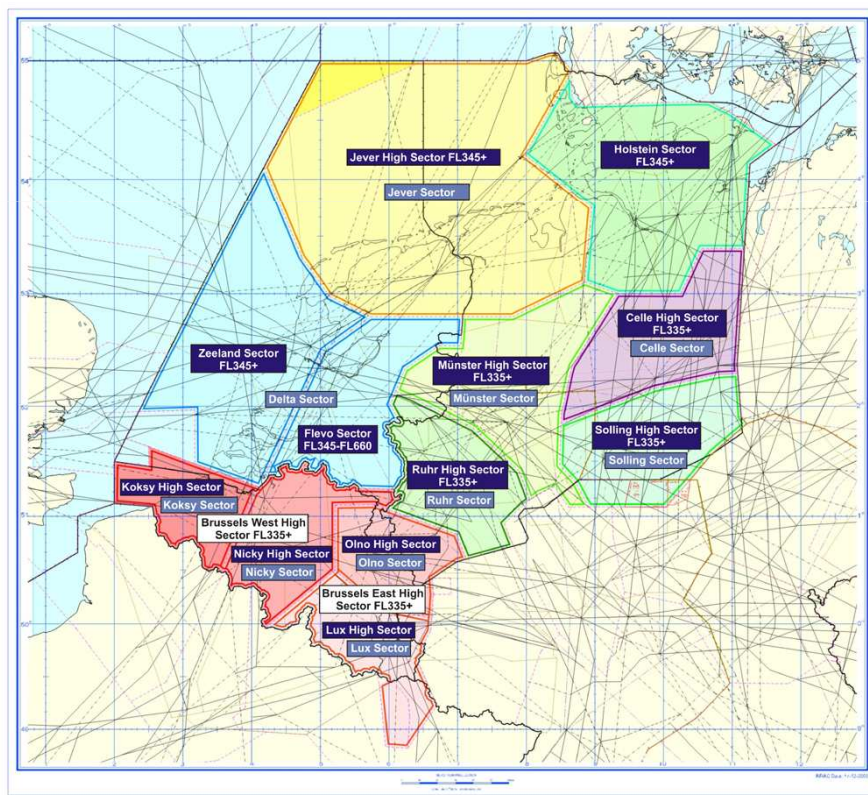 Jever High Sector FL345+
Jever Sector
Holstein Sector
FL345+
Celle High Sector
FL335+
Celle Sector
Zeeland Sector
FL345+
Münster High Sector
FL335+
Münster Sector
Delta Sector
Flevo Sector
FL345-FL660
Solling High Sector
FL335+
Solling Sector
Ruhr High Sector
FL335+
Ruhr Sector
Koksy High Sector
Koksy Sector
Brussels West High
Sector FL335+
Nicky High Sector
Nicky Sector
Olno High Sector
Olno Sector
Brussels East High
Sector FL335+
Lux High Sector
Lux Sector